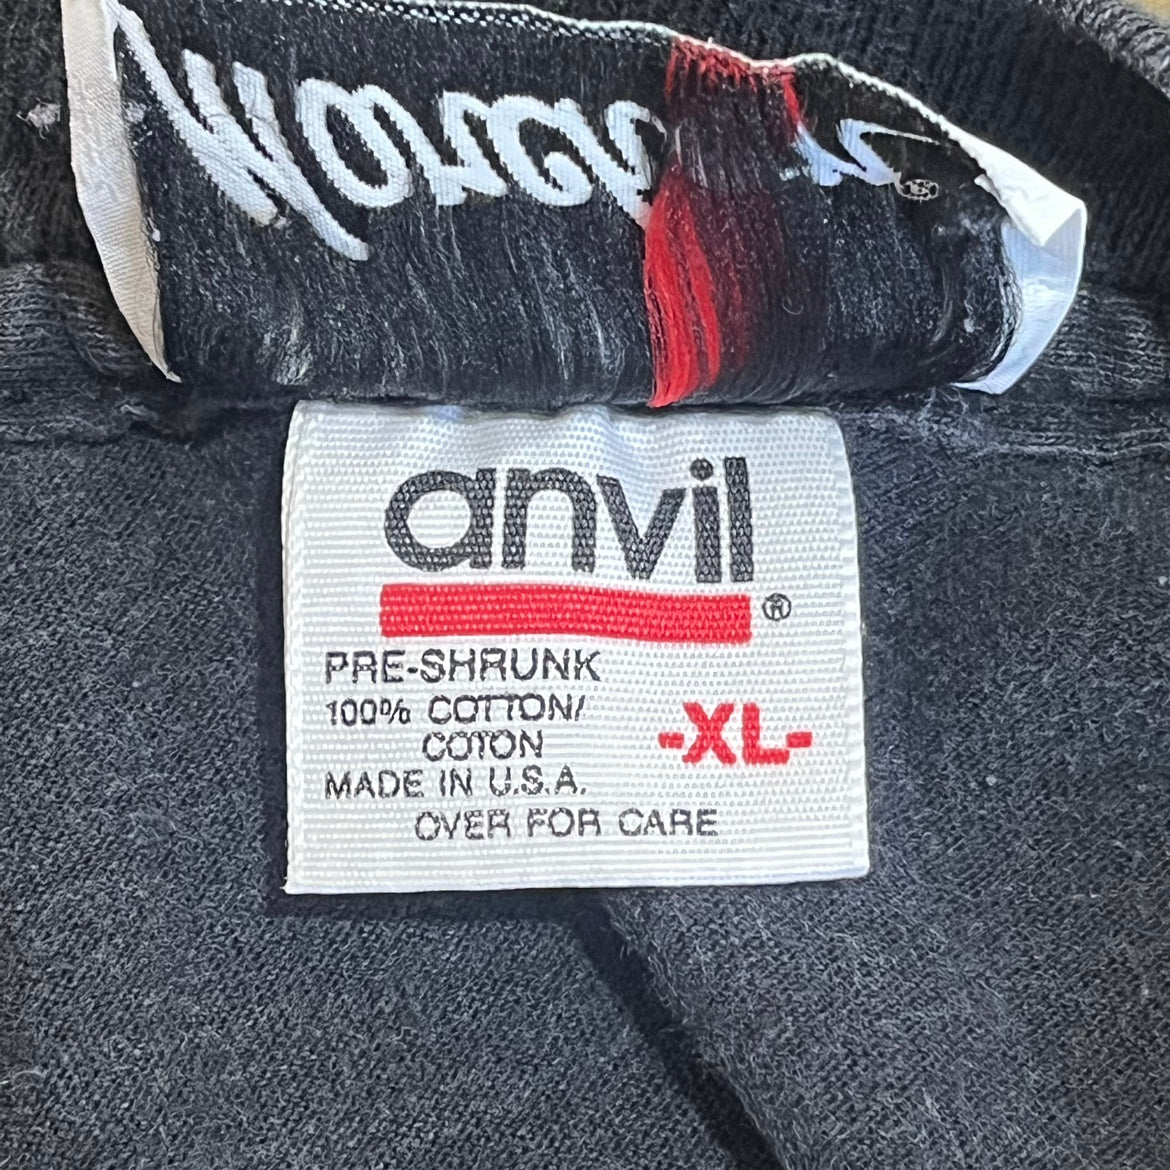 anvil
®
PRE-SHRUNK
100% COTTON/
COTON
-XL-
MADE IN U.S.A.
OVER FOR CARE